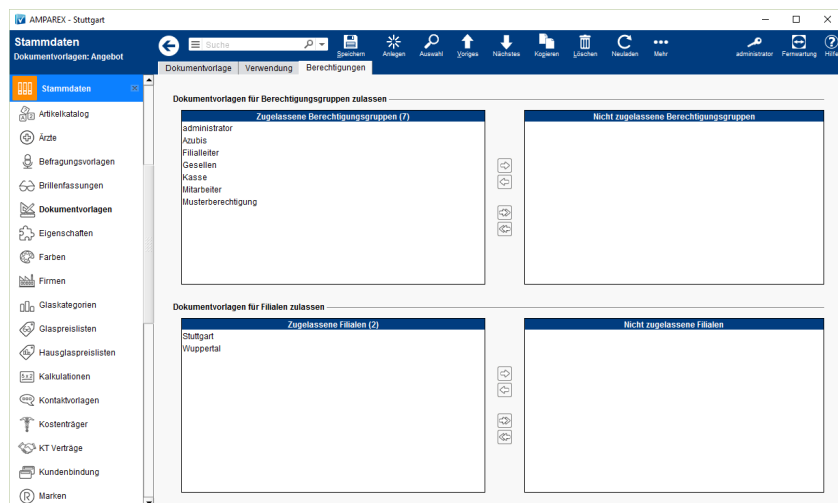 AMPAREX - Stuttgart
Stammdaten
Dokumentvorlagen: Angebot
Suche
Speichern
Anlegen
Auswahl
Voriges
Nächstes
Kopieren
Löschen
Neuladen
Mehr
administrator
Fernwartung
Hilfe
Dokumentvorlage
Verwendung
Berechtigungen
Stammdaten
Artikelkatalog
Ärzte
Befragungsvorlagen
Brillenfassungen
Dokumentvorlagen
Eigenschaften
Farben
Firmen
Glaskategorien
Glaspreislisten
Hausglaspreislisten
Kalkulationen
Kontaktvorlagen
Kostenträger
KT Verträge
Kundenbindung
Marken
Dokumentvorlagen für Berechtigungsgruppen zulassen
Zugelassene Berechtigungsgruppen (7)
administrator
Azubis
Filialleiter
Gesellen
Kasse
Mitarbeiter
Musterberechtigung
Nicht zugelassene Berechtigungsgruppen
Dokumentvorlagen für Filialen zulassen
Zugelassene Filialen (2)
Stuttgart
Wuppertal
Nicht zugelassene Filialen